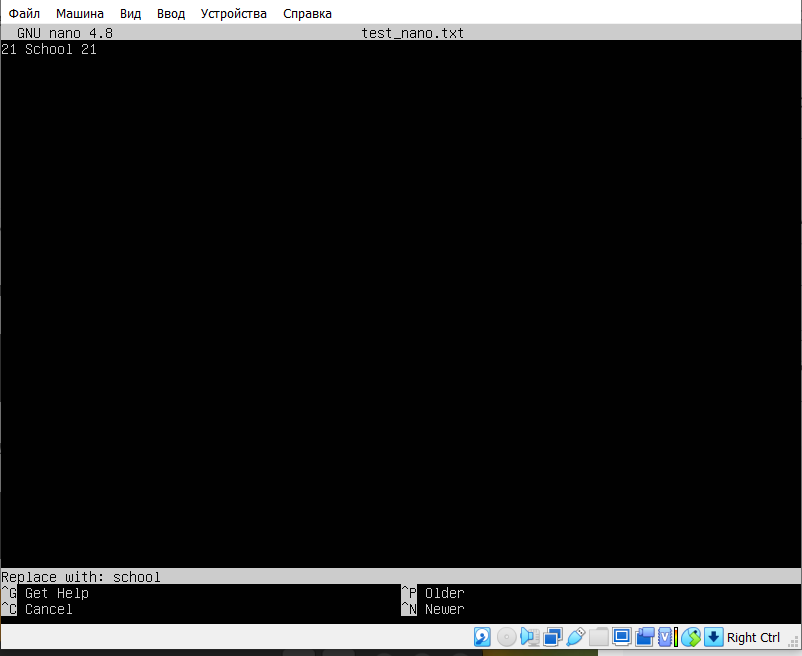 Файл Машина Вид Ввод Устройства Справка
GNU nano 4.8 test_nano.txt
21 School 21
Replace with: school
^G Get Help ^P Older
^C Cancel ^N Newer
Right Ctrl